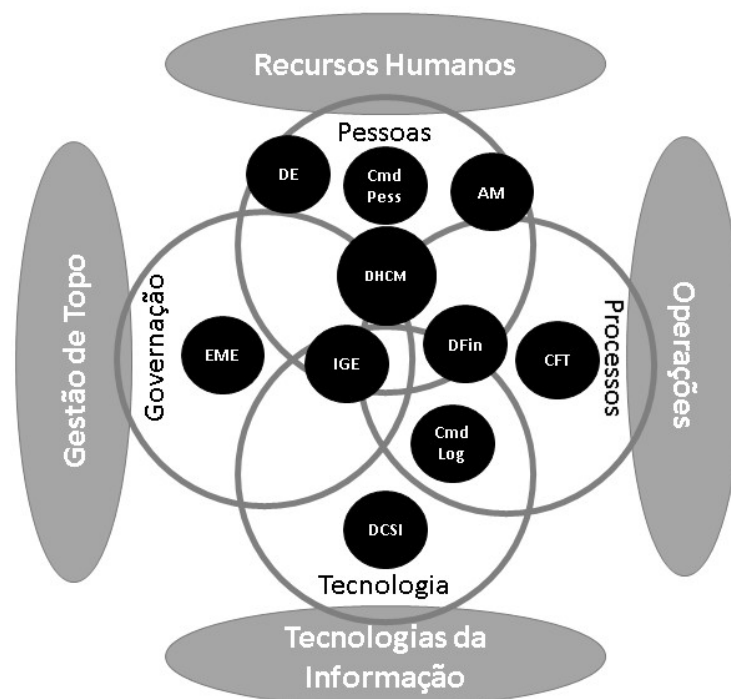 Recursos Humanos
Pessoas
DE
Cmd
Pess
AM
DHCM
Gestão de Topo
Governação
EME
IGE
DFin
CFT
Processos
Operações
Cmd
Log
DCSI
Tecnologia
Tecnologias da
Informação